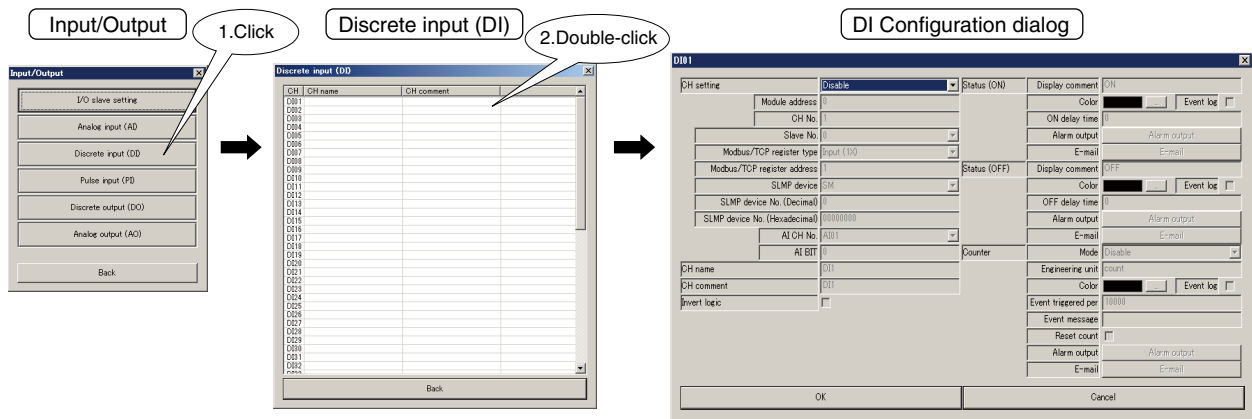 Input/Output
1.Click
Discrete input (DI)
2.Double-click
DI Configuration dialog
Input/Output
I/O slave setting
Analog input (AI)
Discrete input (DI)
Pulse input (PI)
Discrete output (DO)
Analog output (AO)
Back
Discrete input (DI)
CH CH name CH comment
DI01
DI02
DI03
DI04
DI05
DI06
DI07
DI08
DI09
DI10
DI11
DI12
DI13
DI14
DI15
DI16
DI17
DI18
DI19
DI20
DI21
DI22
DI23
DI24
DI25
DI26
DI27
DI28
DI29
DI30
DI31
DI32
Back
DI01
CH setting Disable Status (ON) Display comment ON
Module address 0 Color ... Event log
CH No. 1 ON delay time 0
Slave No. 0 Alarm output Alarm output
Modbus/TCP register type Input (1X) E-mail E-mail
Modbus/TCP register address 1 Status (OFF) Display comment OFF
SLMP device SM Color ... Event log
SLMP device No. (Decimal) 0 OFF delay time 0
SLMP device No. (Hexadecimal) 00000000 Alarm output Alarm output
AI CH No. AI01 E-mail E-mail
AI BIT 0 Counter Mode Disable
CH name DI1 Engineering unit count
CH comment DI1 Color ... Event log
Invert logic Event triggered per 10000
Event message
Reset count
Alarm output Alarm output
E-mail E-mail
OK Cancel